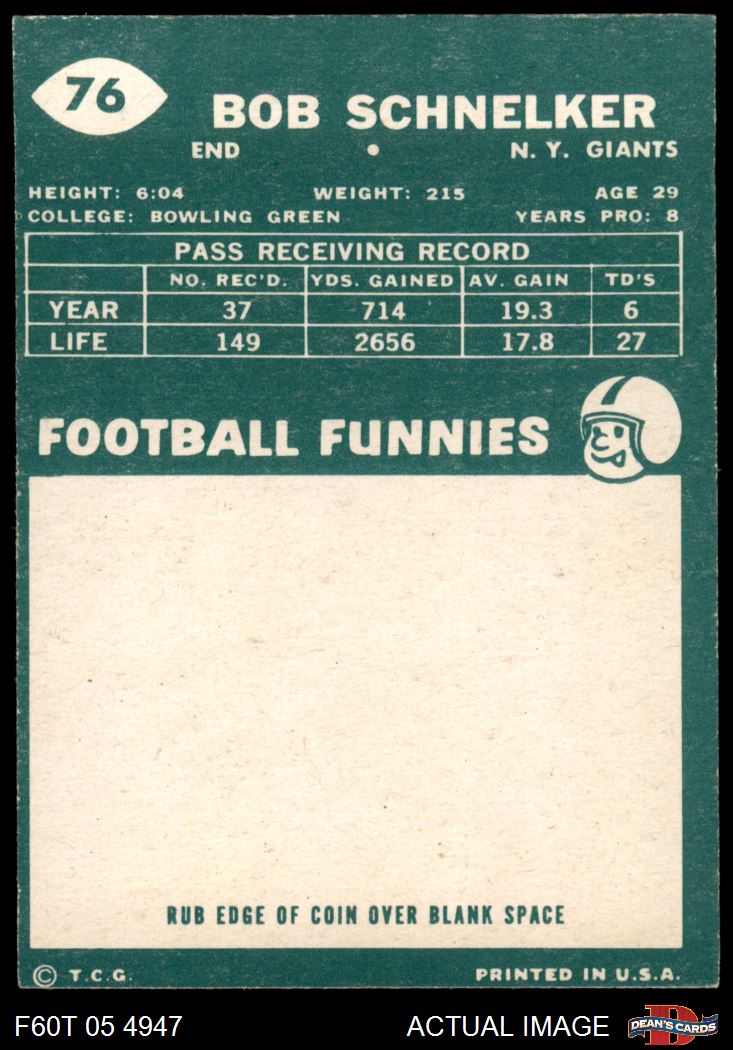 76
BOB SCHNELKER
END • N. Y. GIANTS
HEIGHT: 6:04 WEIGHT: 215 AGE 29
COLLEGE: BOWLING GREEN YEARS PRO: 8
PASS RECEIVING RECORD
NO. REC'D. YDS. GAINED AV. GAIN TD'S
YEAR 37 714 19.3 6
LIFE 149 2656 17.8 27
FOOTBALL FUNNIES
RUB EDGE OF COIN OVER BLANK SPACE
© T.C.G. PRINTED IN U.S.A.
F60T 05 4947 ACTUAL IMAGE DEAN'S CARDS